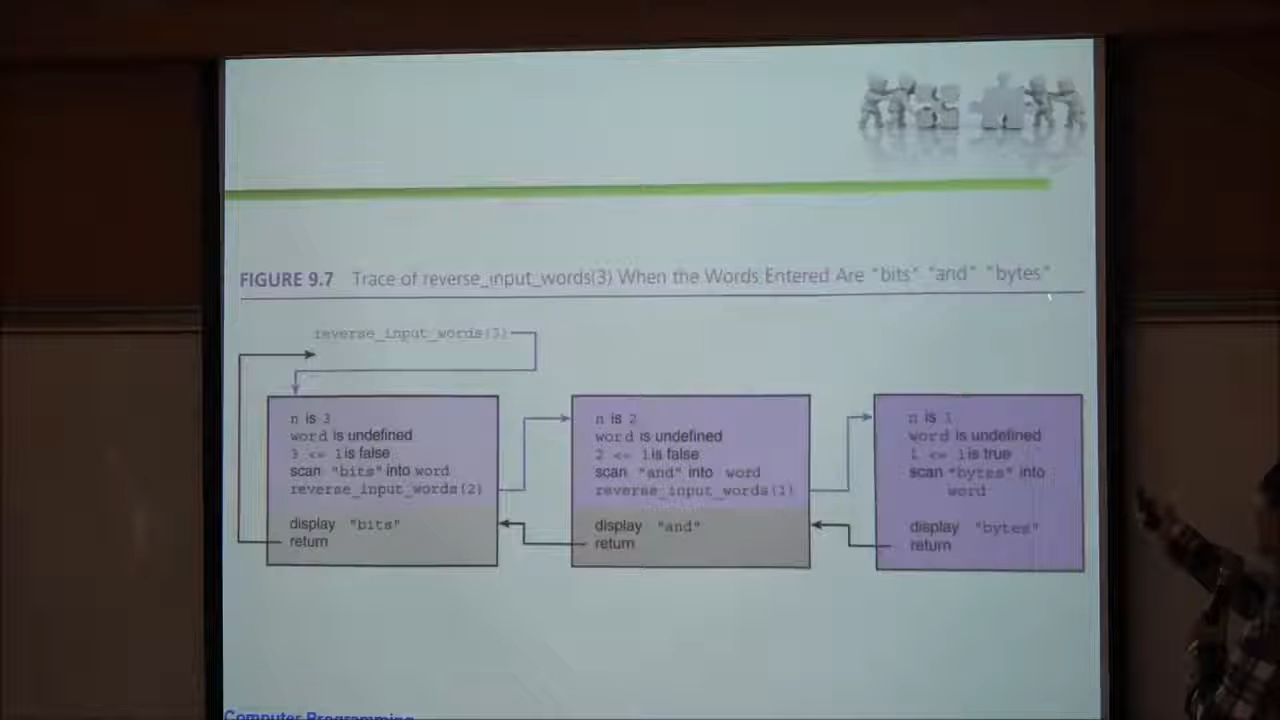 FIGURE 9.7 Trace of reverse_input_words(3) When the Words Entered Are "bits" "and" "bytes"
reverse_input_words(3)
n is 3
word is undefined
3 <= 1 is false
scan "bits" into word
reverse_input_words(2)
display "bits"
return
n is 2
word is undefined
2 <= 1 is false
scan "and" into word
reverse_input_words(1)
display "and"
return
n is 1
word is undefined
1 <= 1 is true
scan "bytes" into
word
display "bytes"
return
Computer Programming